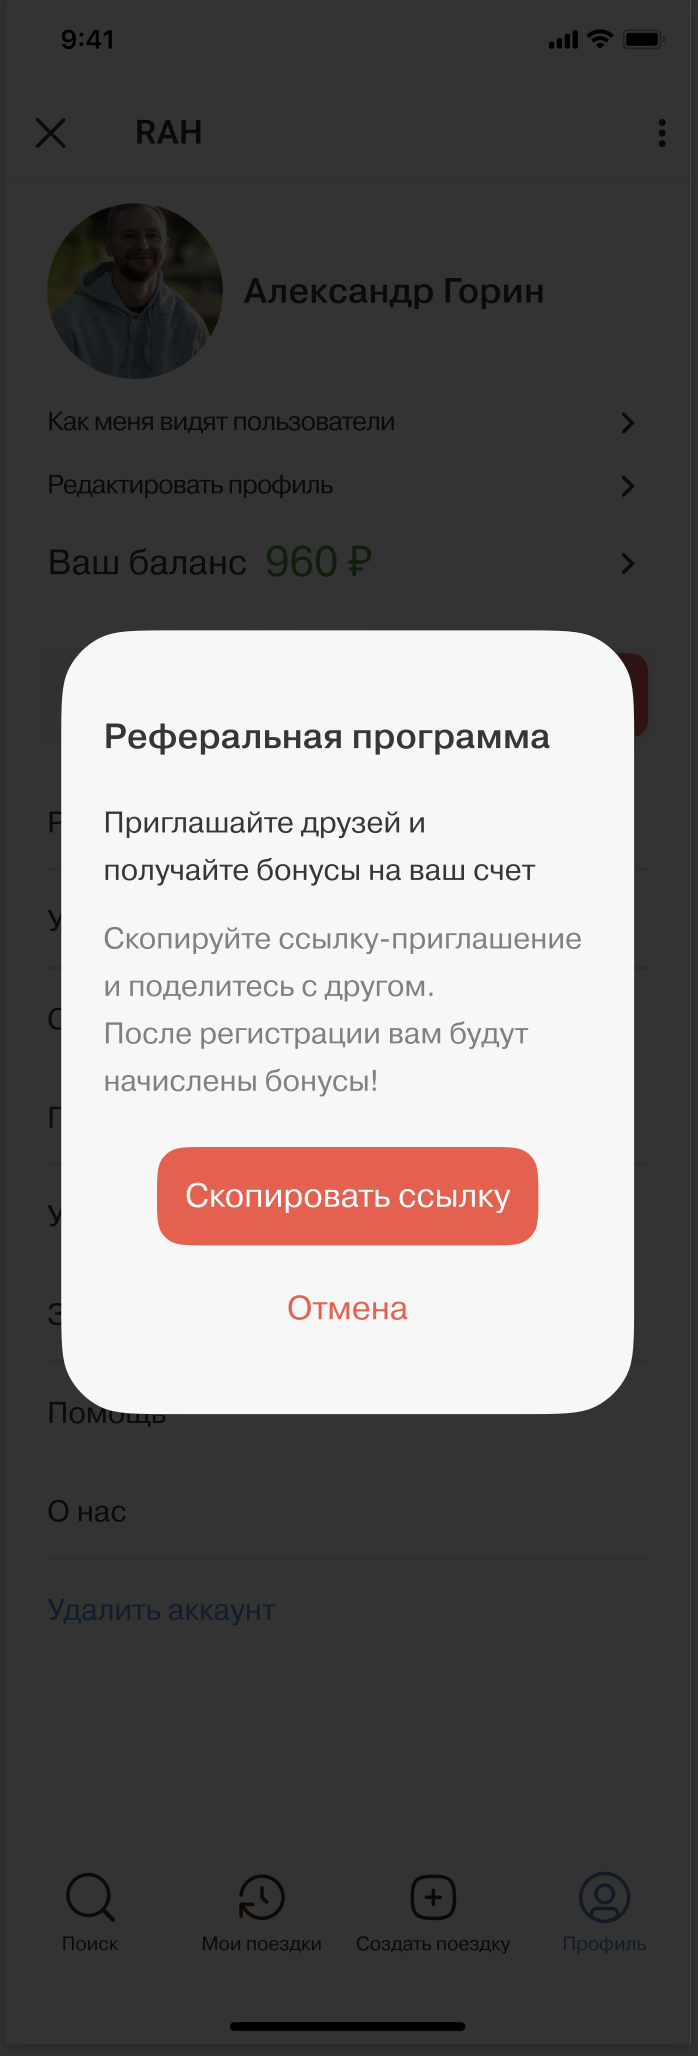 9:41
RAH
Александр Горин
Как меня видят пользователи
Редактировать профиль
Ваш баланс 960 ₽
Реферальная программа
Приглашайте друзей и
получайте бонусы на ваш счет
Скопируйте ссылку-приглашение
и поделитесь с другом.
После регистрации вам будут
начислены бонусы!
Скопировать ссылку
Отмена
Помощь
О нас
Удалить аккаунт
Поиск
Мои поездки
Создать поездку
Профиль